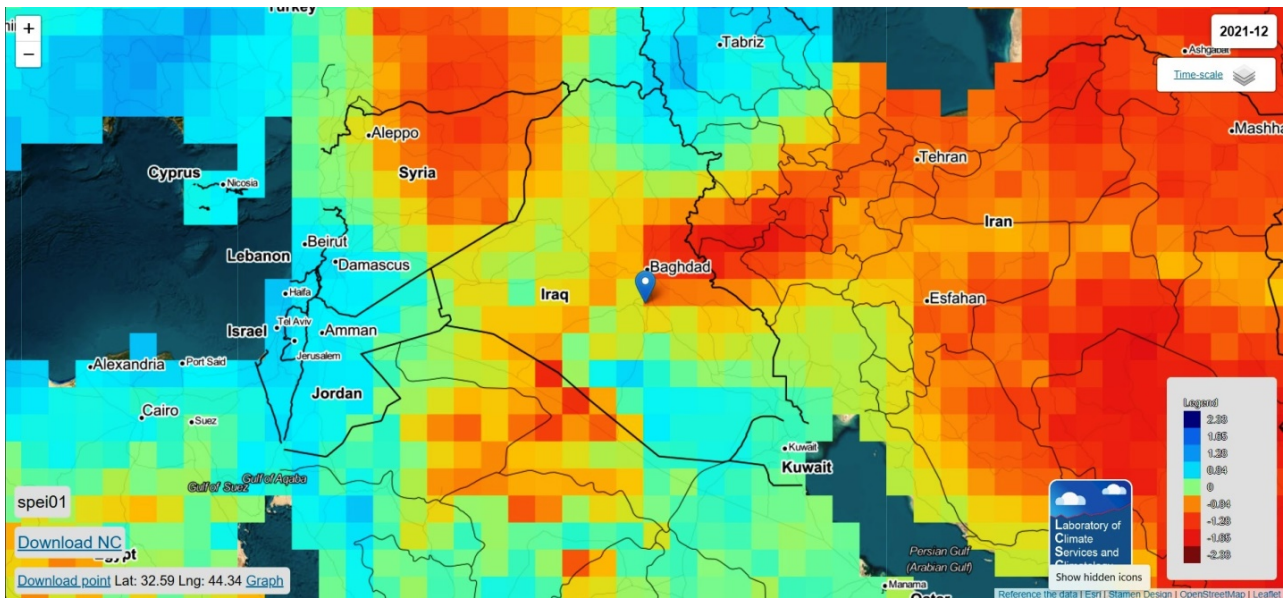 Turkey
+
2021-12
−
Tabriz
Ashgabat
Time-scale
Aleppo
Mashha
Tehran
Cyprus
Nicosia
Syria
Iran
Beirut
Lebanon
Damascus
Baghdad
Haifa
Iraq
Esfahan
Tel Aviv
Israel
Amman
Jerusalem
Alexandria
Port Said
Jordan
Legend
2.33
1.65
1.28
0.84
0
-0.84
-1.28
-1.65
-2.33
Cairo
Suez
Kuwait
Kuwait
Gulf of Aqaba
Gulf of Suez
spei01
Laboratory of
Climate
Services and
Climatology
Download NC
Egypt
Persian Gulf
(Arabian Gulf)
Show hidden icons
Download point Lat: 32.59 Lng: 44.34 Graph
Manama
Qatar
Reference the data | Esri | Stamen Design | OpenStreetMap | Leaflet